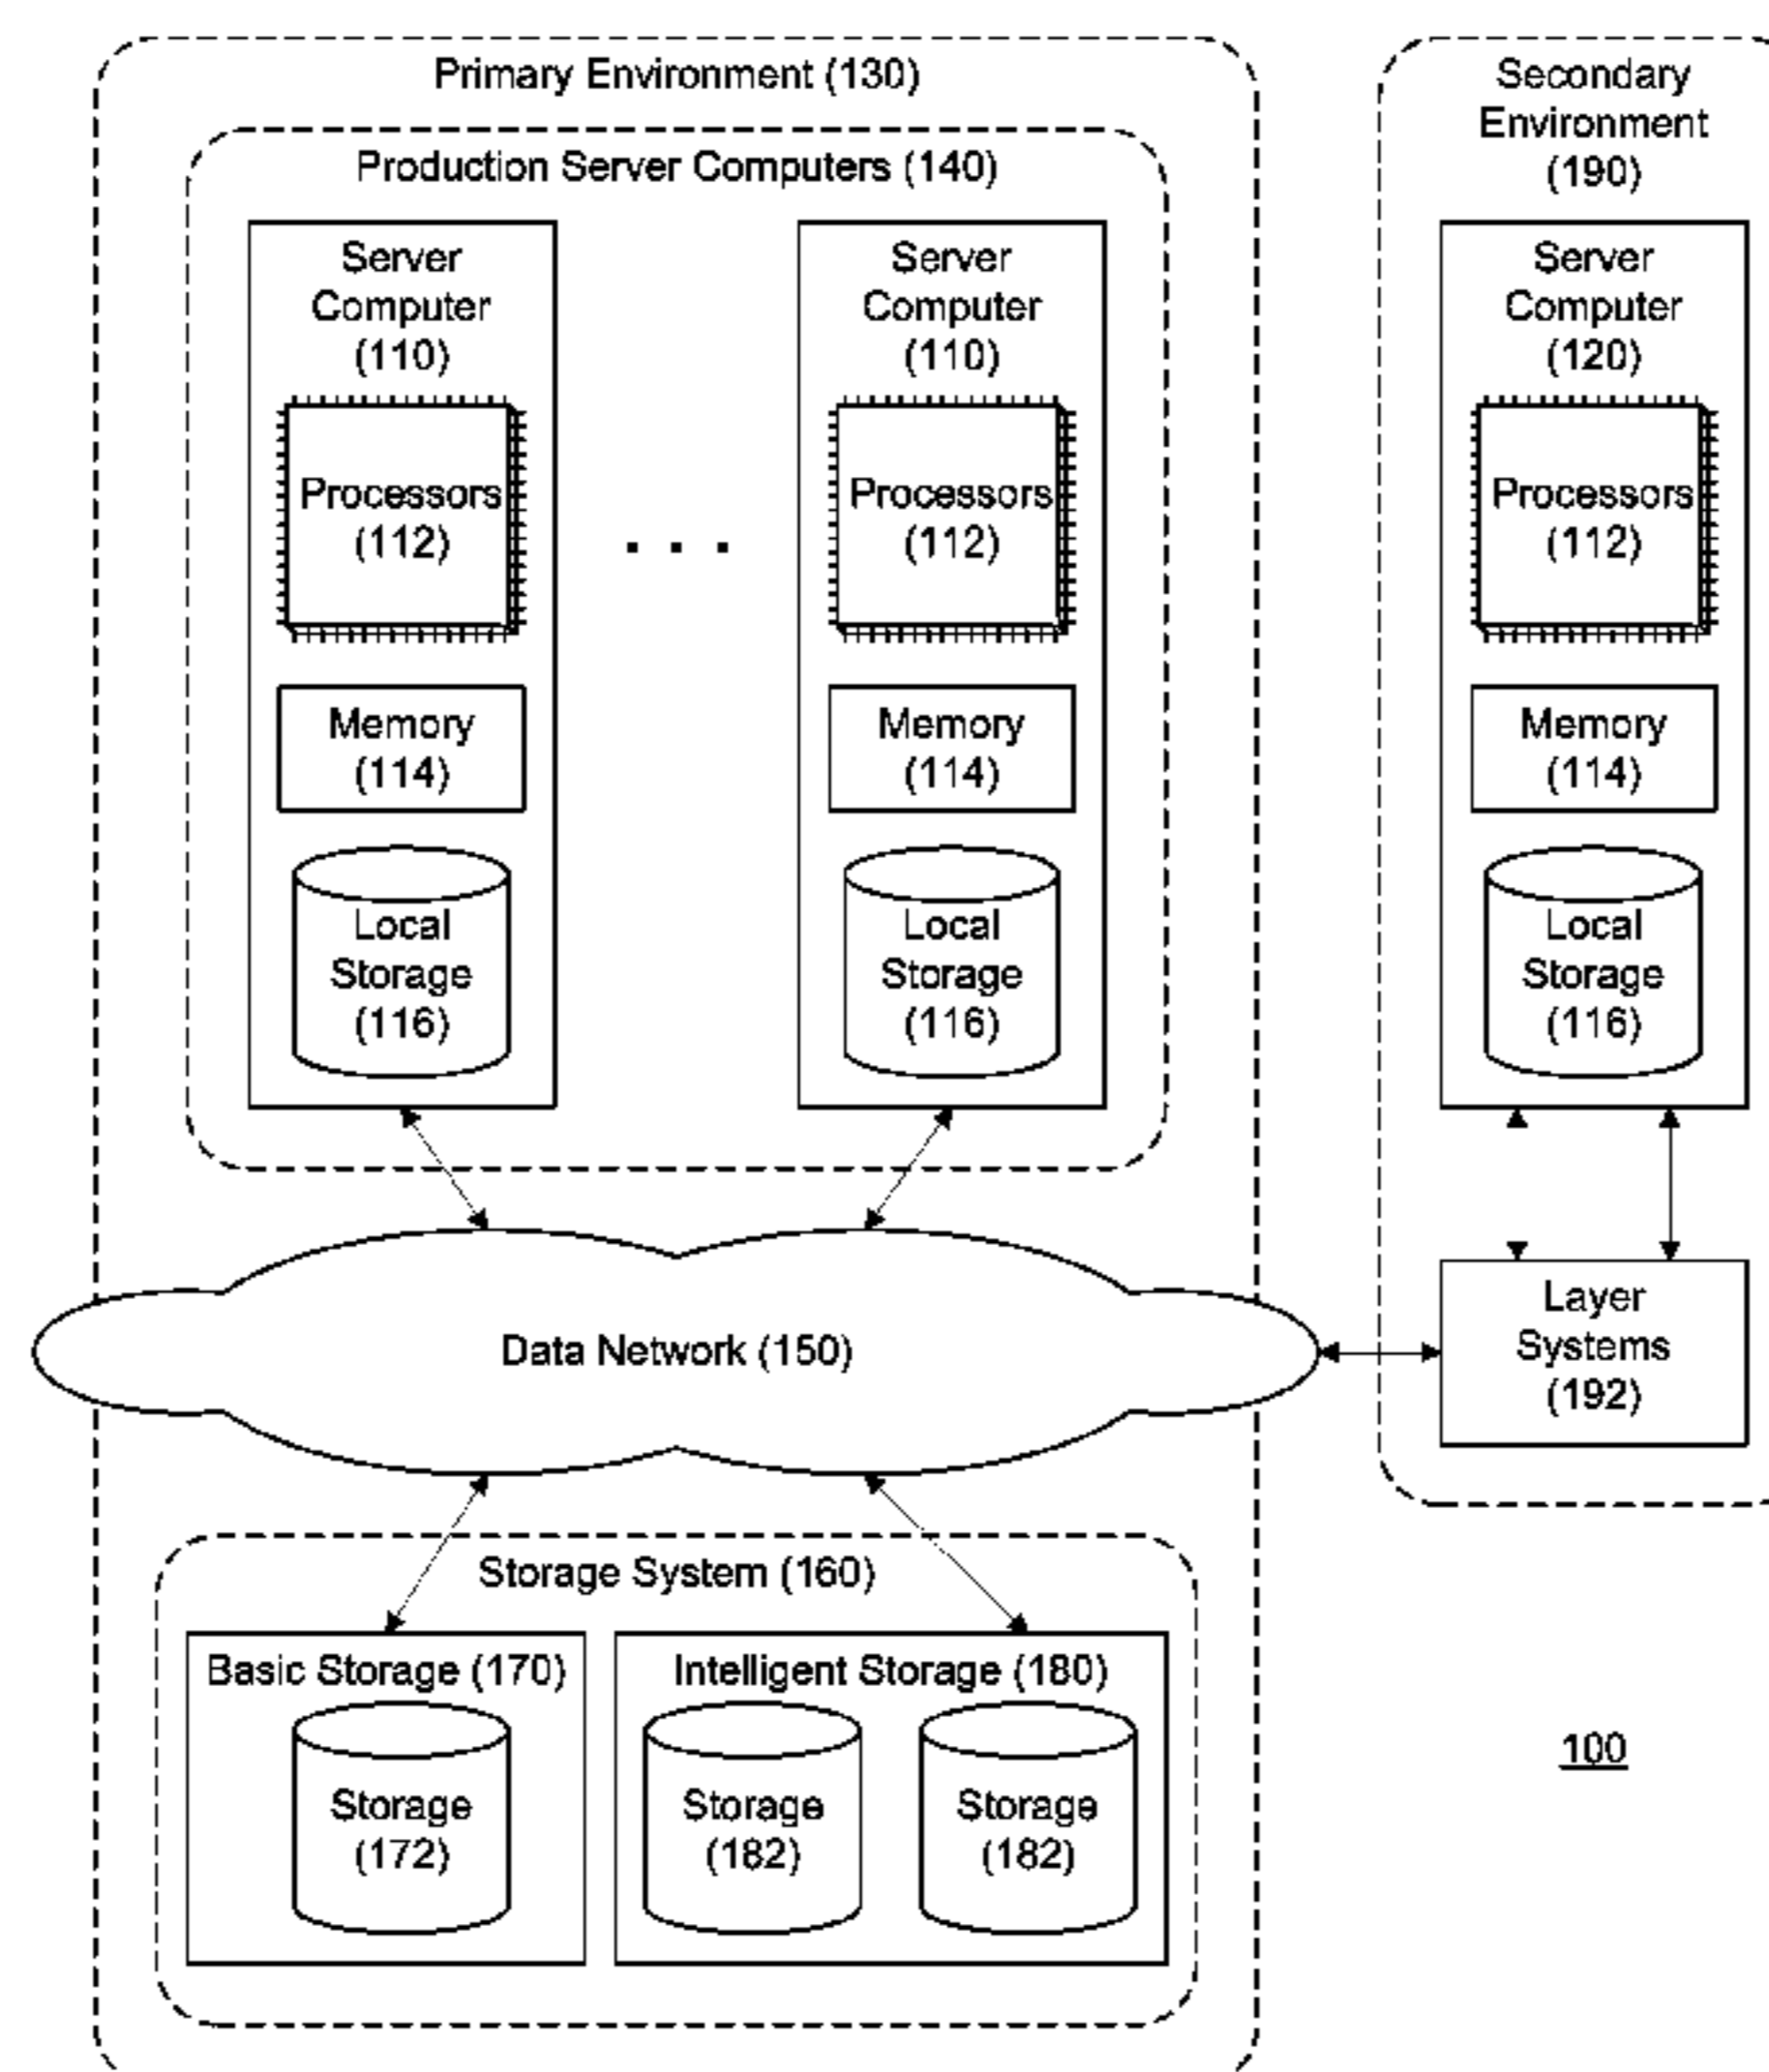 Primary Environment (130)
Production Server Computers (140)
Server
Computer
(110)
Processors
(112)
Memory
(114)
Local
Storage
(116)
. . .
Server
Computer
(110)
Processors
(112)
Memory
(114)
Local
Storage
(116)
Secondary
Environment
(190)
Server
Computer
(120)
Processors
(112)
Memory
(114)
Local
Storage
(116)
Data Network (150)
Layer
Systems
(192)
Storage System (160)
Basic Storage (170)
Storage
(172)
Intelligent Storage (180)
Storage
(182)
Storage
(182)
100